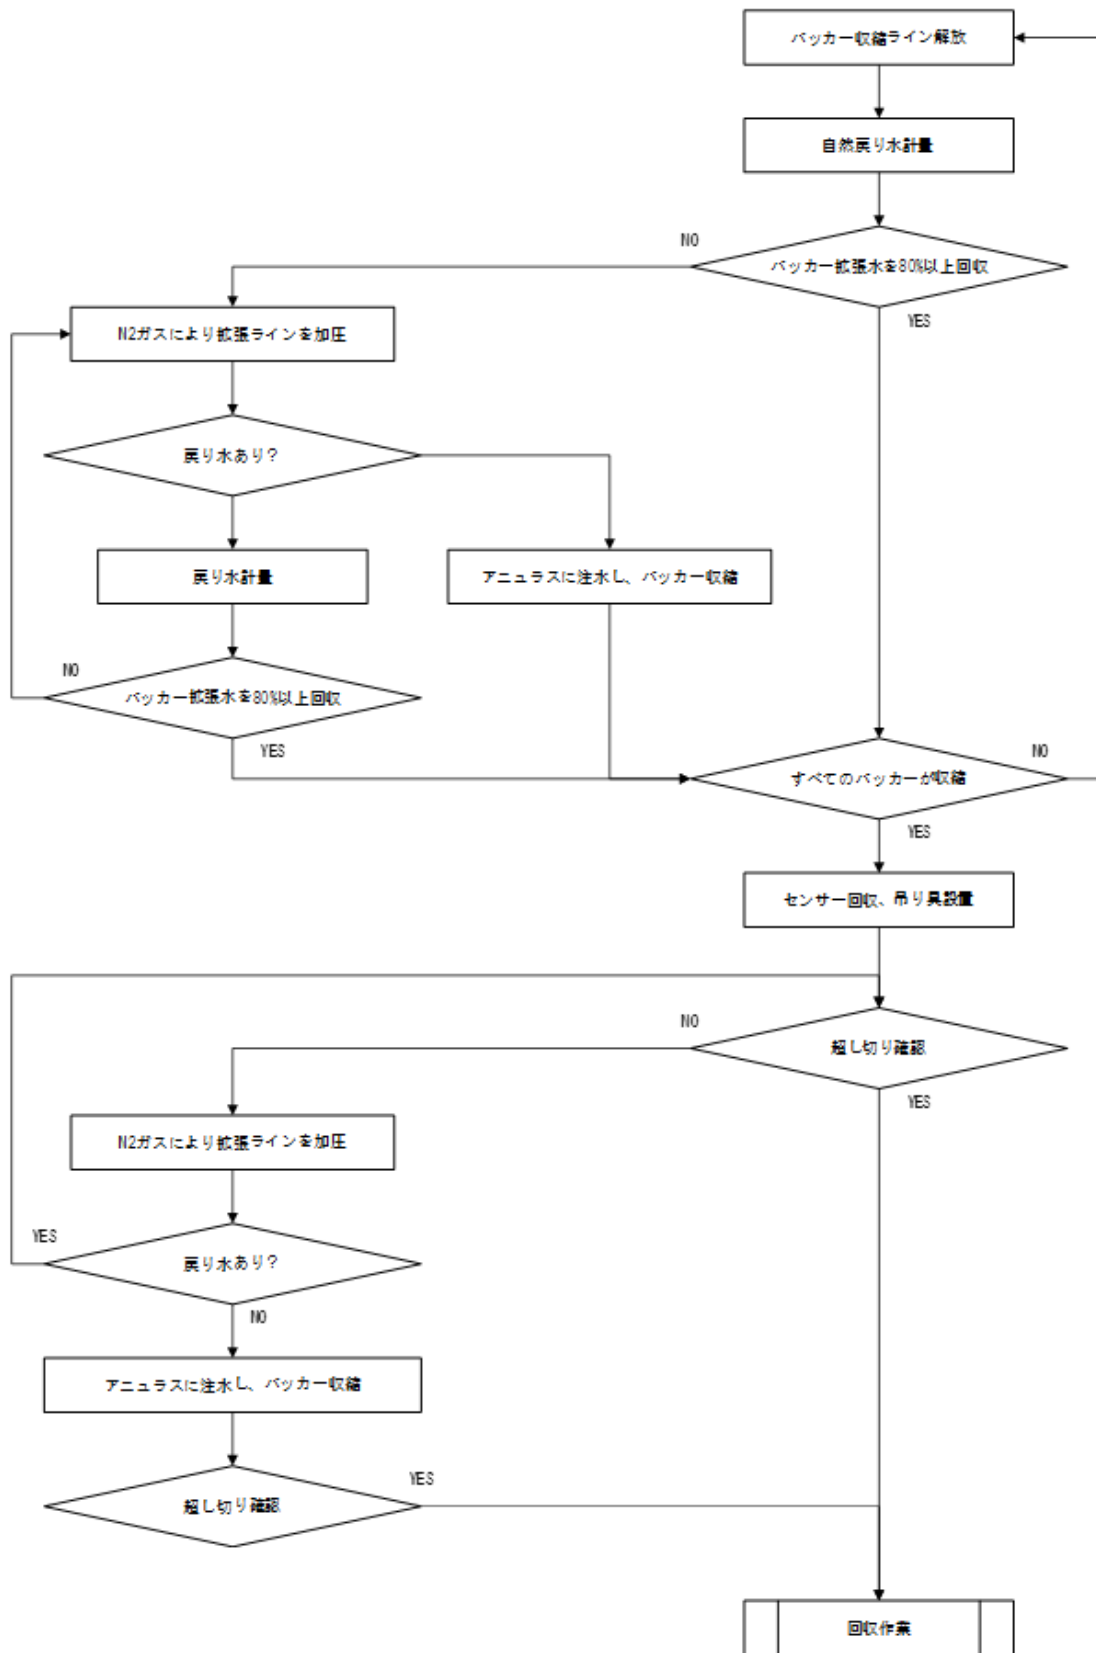 パッカー収縮ライン解放
自然戻り水計量
パッカー拡張水を80%以上回収
NO
YES
N2ガスにより拡張ラインを加圧
戻り水あり?
戻り水計量
アニュラスに注水し、パッカー収縮
パッカー拡張水を80%以上回収
NO
YES
すべてのパッカーが収縮
NO
YES
センサー回収、吊り具設置
超し切り確認
NO
YES
N2ガスにより拡張ラインを加圧
戻り水あり?
YES
NO
アニュラスに注水し、パッカー収縮
超し切り確認
YES
回収作業